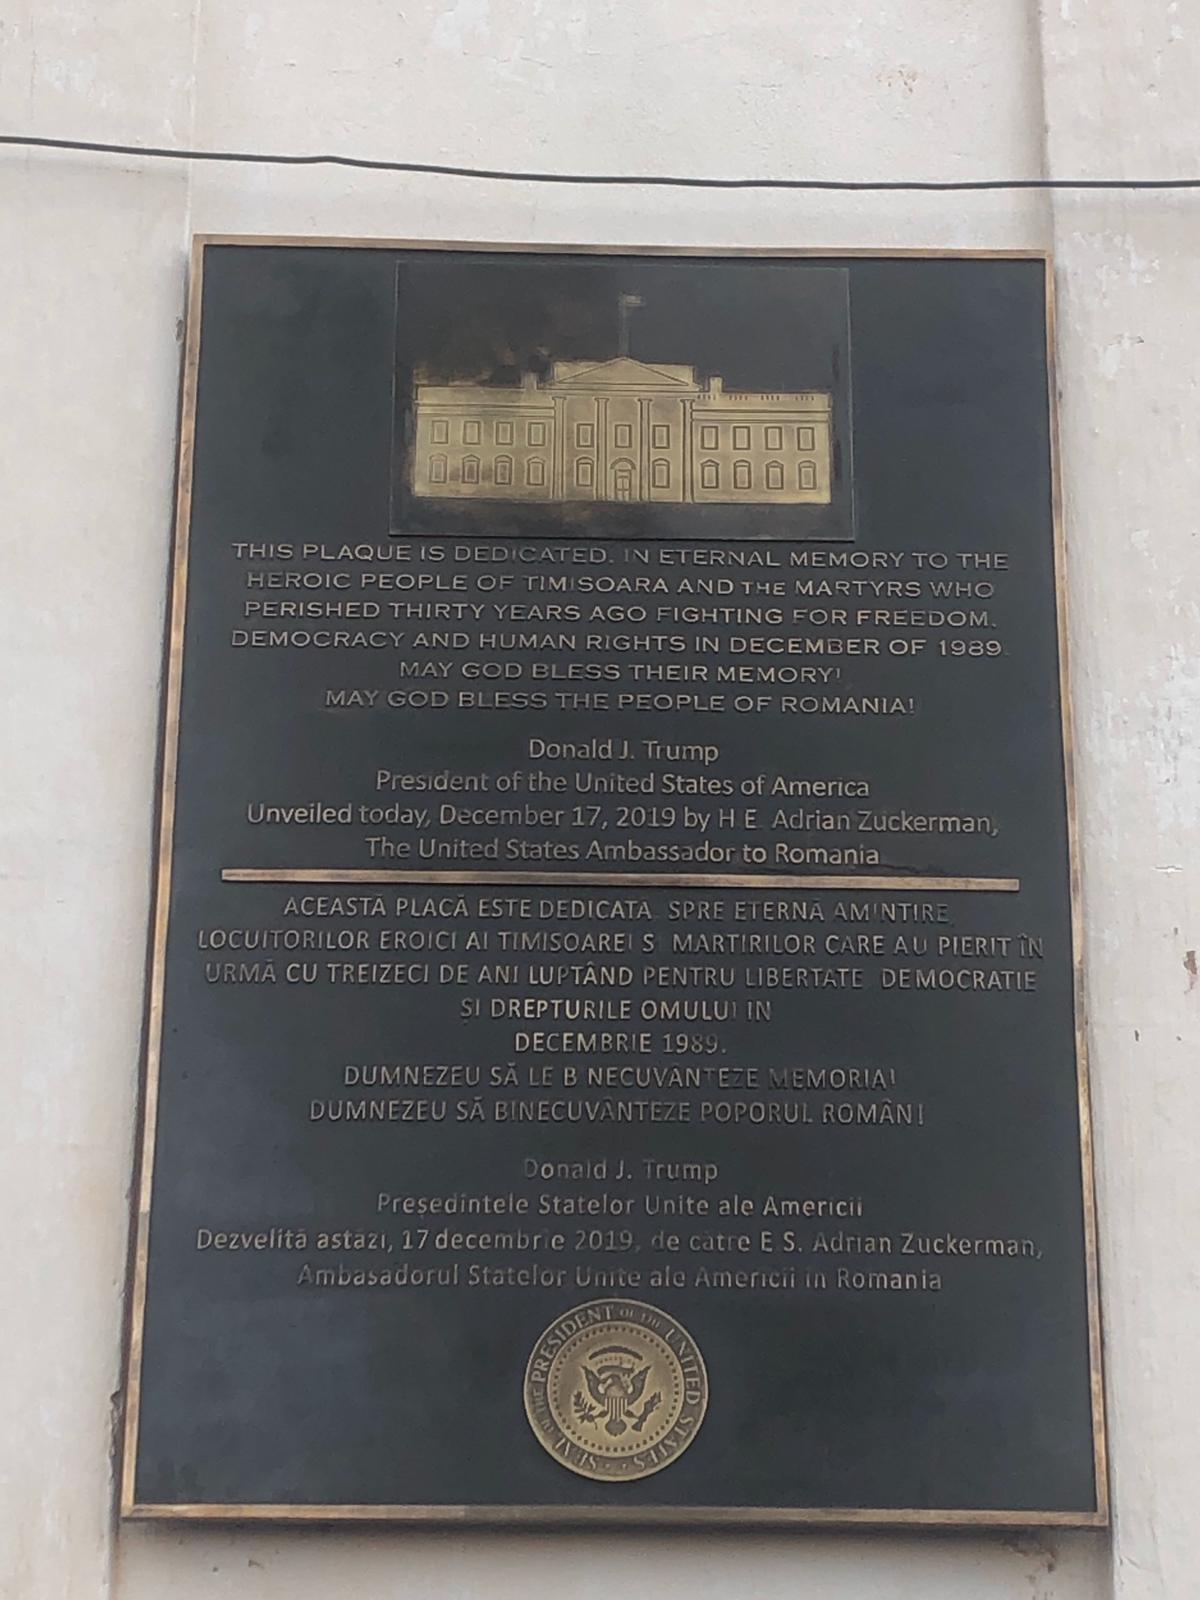 THIS PLAQUE IS DEDICATED, IN ETERNAL MEMORY TO THE
HEROIC PEOPLE OF TIMISOARA AND THE MARTYRS WHO
PERISHED THIRTY YEARS AGO FIGHTING FOR FREEDOM,
DEMOCRACY AND HUMAN RIGHTS IN DECEMBER OF 1989.
MAY GOD BLESS THEIR MEMORY!
MAY GOD BLESS THE PEOPLE OF ROMANIA!
Donald J. Trump
President of the United States of America
Unveiled today, December 17, 2019 by H E Adrian Zuckerman,
The United States Ambassador to Romania
ACEASTĂ PLACĂ ESTE DEDICATA SPRE ETERNĂ AMINTIRE,
LOCUITORILOR EROICI AI TIMISOAREI S MARTIRILOR CARE AU PIERIT ÎN
URMĂ CU TREIZECI DE ANI LUPTÂND PENTRU LIBERTATE DEMOCRATIE
ȘI DREPTURILE OMULUI IN
DECEMBRIE 1989.
DUMNEZEU SĂ LE B NECUVÂNTEZE MEMORIA!
DUMNEZEU SĂ BINECUVÂNTEZE POPORUL ROMÂN!
Donald J. Trump
Președintele Statelor Unite ale Americii
Dezvelită astăzi, 17 decembrie 2019, de către E S. Adrian Zuckerman,
Ambasadorul Statelor Unite ale Americii in Romania
SEAL OF THE PRESIDENT OF THE UNITED STATES